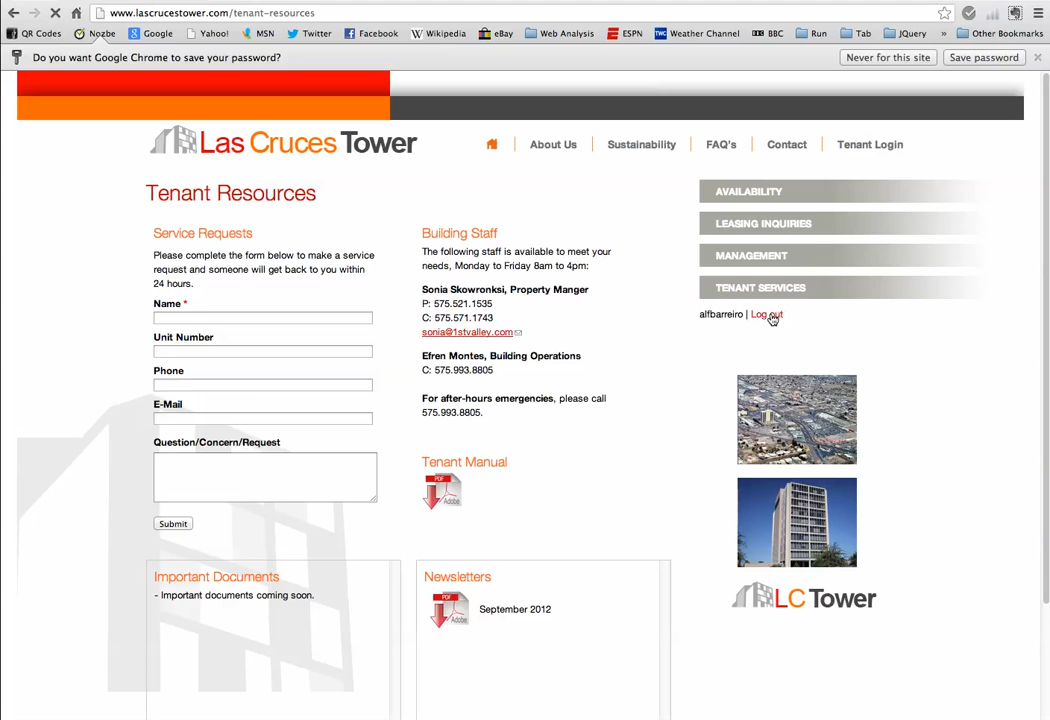 www.lascrucestower.com/tenant-resources
QR Codes Nozbe Google Yahoo! MSN Twitter Facebook Wikipedia eBay Web Analysis ESPN Weather Channel BBC Run Tab JQuery » Other Bookmarks
Do you want Google Chrome to save your password? Never for this site Save password
Las Cruces Tower
About Us Sustainability FAQ's Contact Tenant Login
Tenant Resources
Service Requests
Please complete the form below to make a service
request and someone will get back to you within
24 hours.
Name *
Unit Number
Phone
E-Mail
Question/Concern/Request
Submit
Building Staff
The following staff is available to meet your
needs, Monday to Friday 8am to 4pm:
Sonia Skowronksi, Property Manger
P: 575.521.1535
C: 575.571.1743
sonia@1stvalley.com
Efren Montes, Building Operations
C: 575.993.8805
For after-hours emergencies, please call
575.993.8805.
Tenant Manual
PDF
Adobe
AVAILABILITY
LEASING INQUIRIES
MANAGEMENT
TENANT SERVICES
alfbarreiro | Log out
LC Tower
Important Documents
- Important documents coming soon.
Newsletters
PDF
Adobe
September 2012